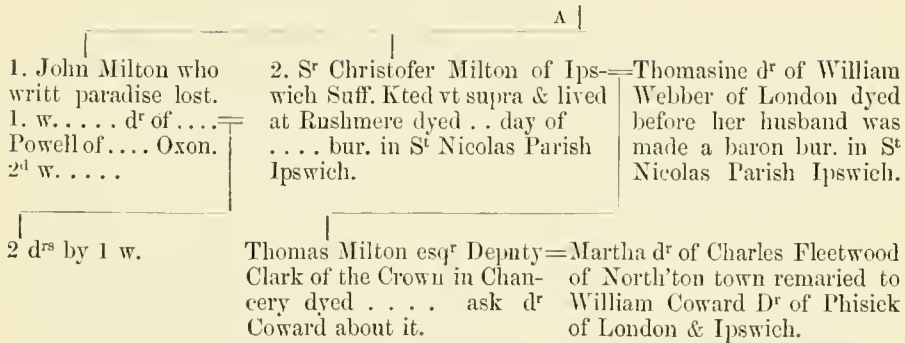 A
1. John Milton who
writt paradise lost.
1. w. . . . . dʳ of . . . .=
Powell of . . . . Oxon.
2ᵈ w. . . . .
2. Sʳ Christofer Milton of Ips-=
wich Suff. Kted vt supra & lived
at Rushmere dyed . . day of
. . . . bur. in Sᵗ Nicolas Parish
Ipswich.
Thomasine dʳ of William
Webber of London dyed
before her husband was
made a baron bur. in Sᵗ
Nicolas Parish Ipswich.
2 dʳˢ by 1 w.
Thomas Milton esqʳ Deputy=
Clark of the Crown in Chan-
cery dyed . . . . ask dʳ
Coward about it.
Martha dʳ of Charles Fleetwood
of North'ton town remaried to
William Coward Dʳ of Phisick
of London & Ipswich.